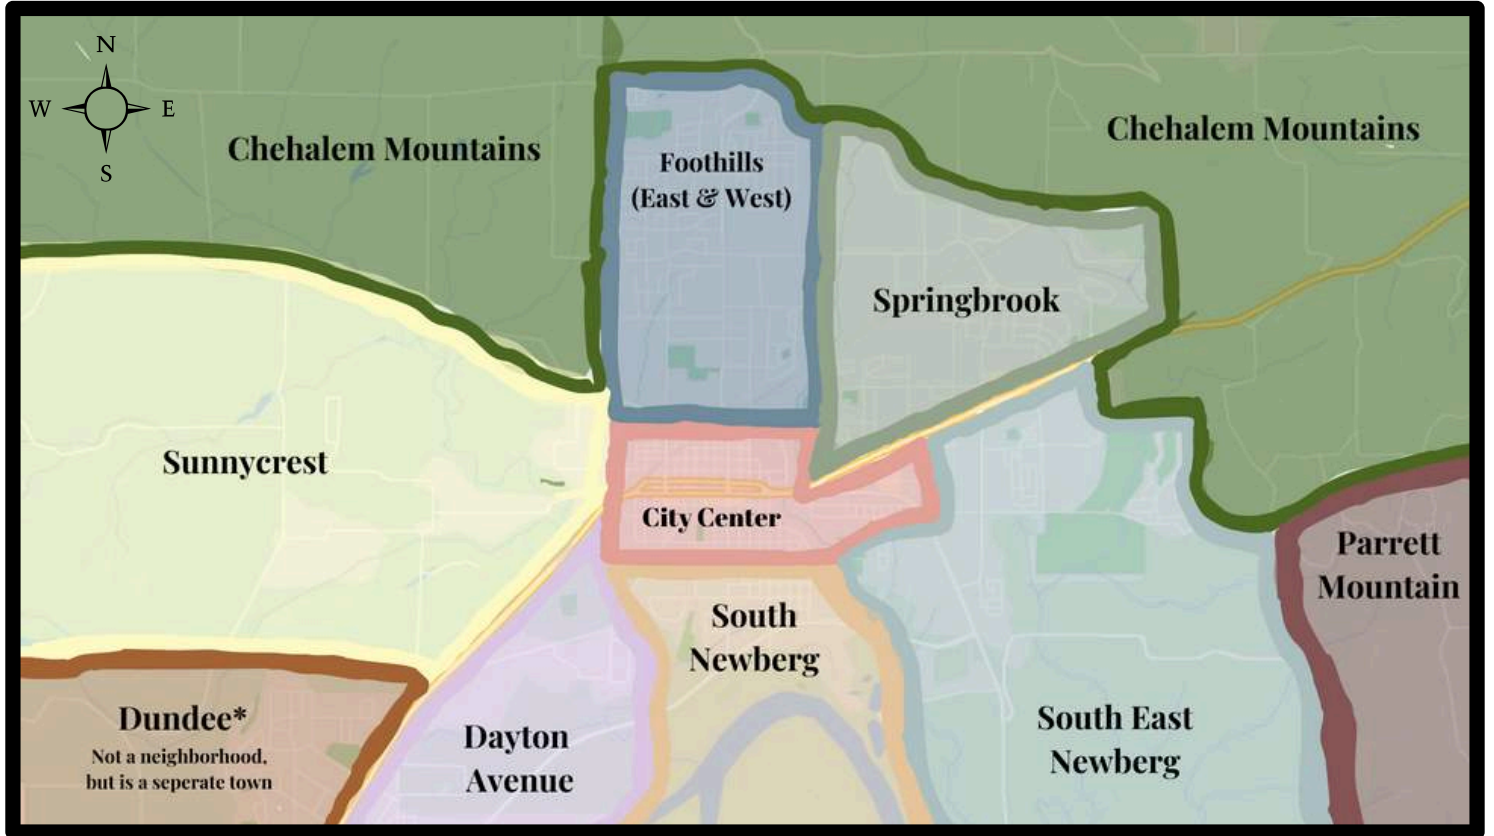 N
W E
S
Chehalem Mountains
Chehalem Mountains
Foothills
(East & West)
Springbrook
Sunnycrest
City Center
Parrett
Mountain
South
Newberg
Dundee*
Not a neighborhood,
but is a seperate town
Dayton
Avenue
South East
Newberg